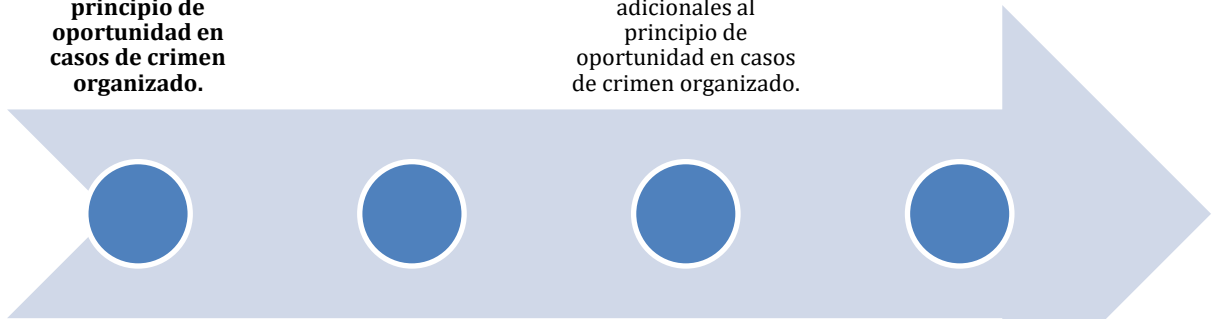 principio de
oportunidad en
casos de crimen
organizado.
adicionales al
principio de
oportunidad en casos
de crimen organizado.